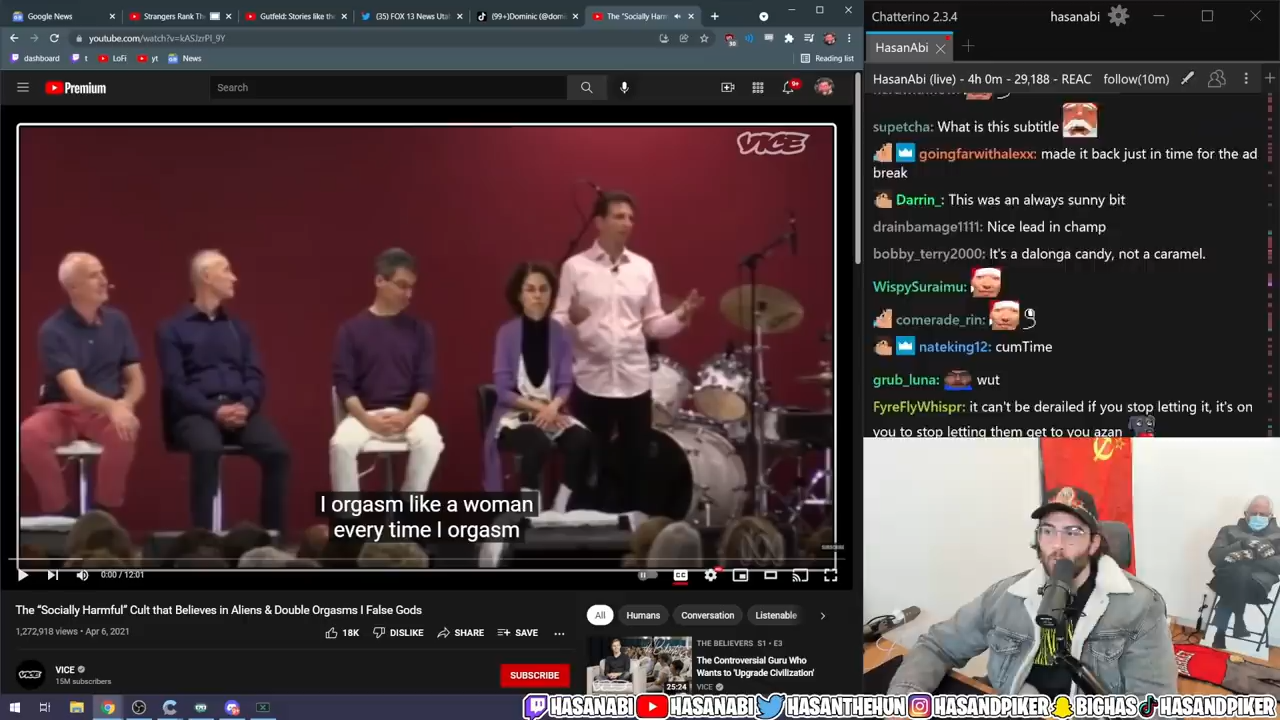 Google News
Strangers Rank The
Gutfeld: Stories like th
(35) FOX 13 News Utah
(99+) Dominic (@domi
The "Socially Harm
youtube.com/watch?v=kASJzrPl_9Y
dashboard
t
LoFi
yt
News
Reading list
Premium
Search
9+
VICE
I orgasm like a woman
every time I orgasm
SUBSCRIBE
0:00 / 12:01
CC
The "Socially Harmful" Cult that Believes in Aliens & Double Orgasms I False Gods
1,272,918 views • Apr 6, 2021
18K
DISLIKE
SHARE
SAVE
VICE
15M subscribers
SUBSCRIBE
All
Humans
Conversation
Listenable
THE BELIEVERS S1 • E3
The Controversial Guru Who
Wants to 'Upgrade Civilization'
VICE
25:24
Chatterino 2.3.4
hasanabi
HasanAbi
HasanAbi (live) - 4h 0m - 29,188 - REAC
follow(10m)
supetcha: What is this subtitle
goingfarwithalexx: made it back just in time for the ad
break
Darrin_: This was an always sunny bit
drainbamage1111: Nice lead in champ
bobby_terry2000: It's a dalonga candy, not a caramel.
WispySuraimu:
comerade_rin:
nateking12: cumTime
grub_luna: wut
FyreFlyWhispr: it can't be derailed if you stop letting it, it's on
you to stop letting them get to you azan
HASANABI
HASANABI
HASANTHEHUN
HASANDPIKER
BIGHAS
HASANDPIKER